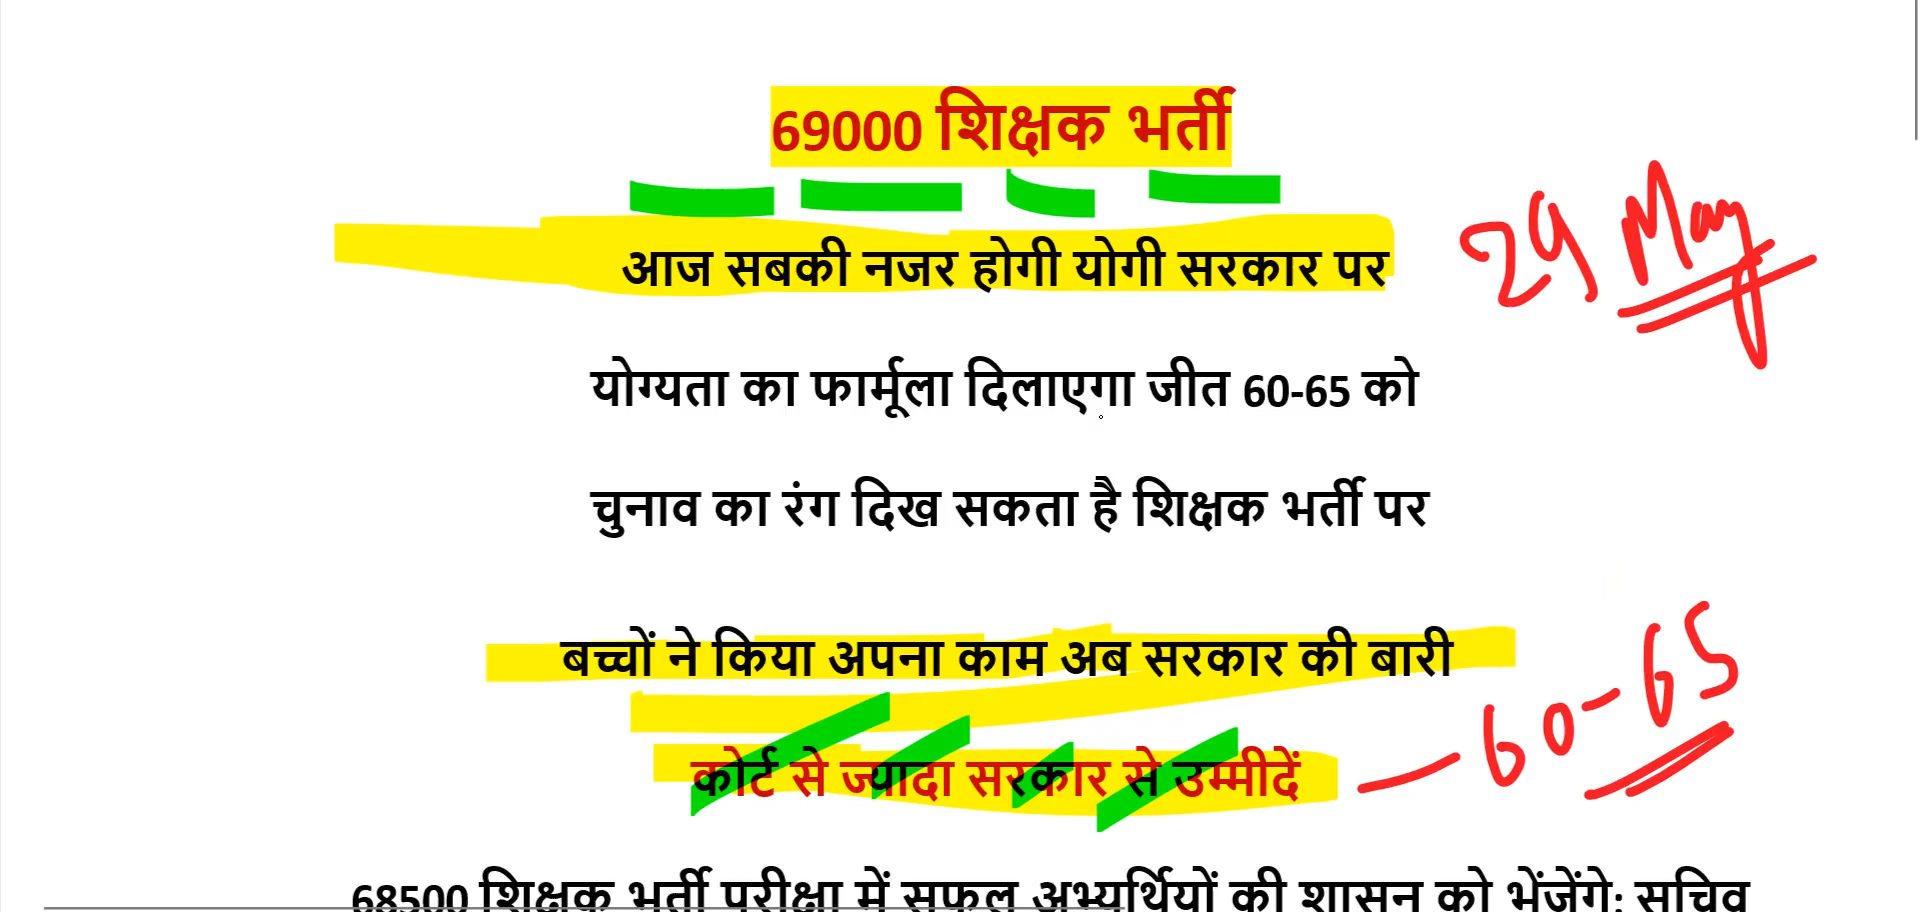 69000 शिक्षक भर्ती
आज सबकी नजर होगी योगी सरकार पर
29 May
योग्यता का फार्मूला दिलाएगा जीत 60-65 को
चुनाव का रंग दिख सकता है शिक्षक भर्ती पर
बच्चों ने किया अपना काम अब सरकार की बारी
कोर्ट से ज्यादा सरकार से उम्मीदें
60-65
68500 शिक्षक भर्ती परीक्षा में सफल अभ्यर्थियों की शासन को भेंजेंगे: सचिव